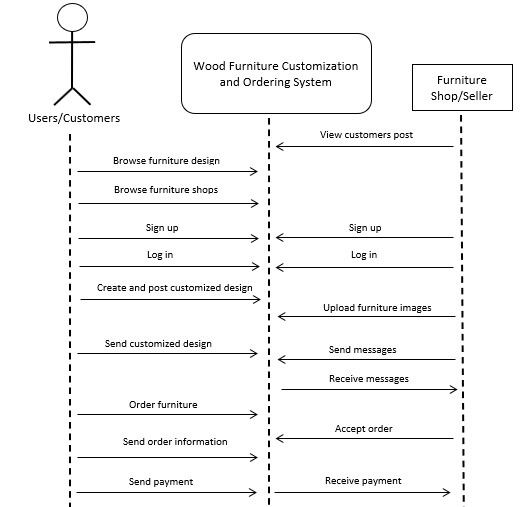 Wood Furniture Customization
and Ordering System
Furniture
Shop/Seller
Users/Customers
View customers post
Browse furniture design
Browse furniture shops
Sign up
Sign up
Log in
Log in
Create and post customized design
Upload furniture images
Send customized design
Send messages
Receive messages
Order furniture
Accept order
Send order information
Send payment
Receive payment